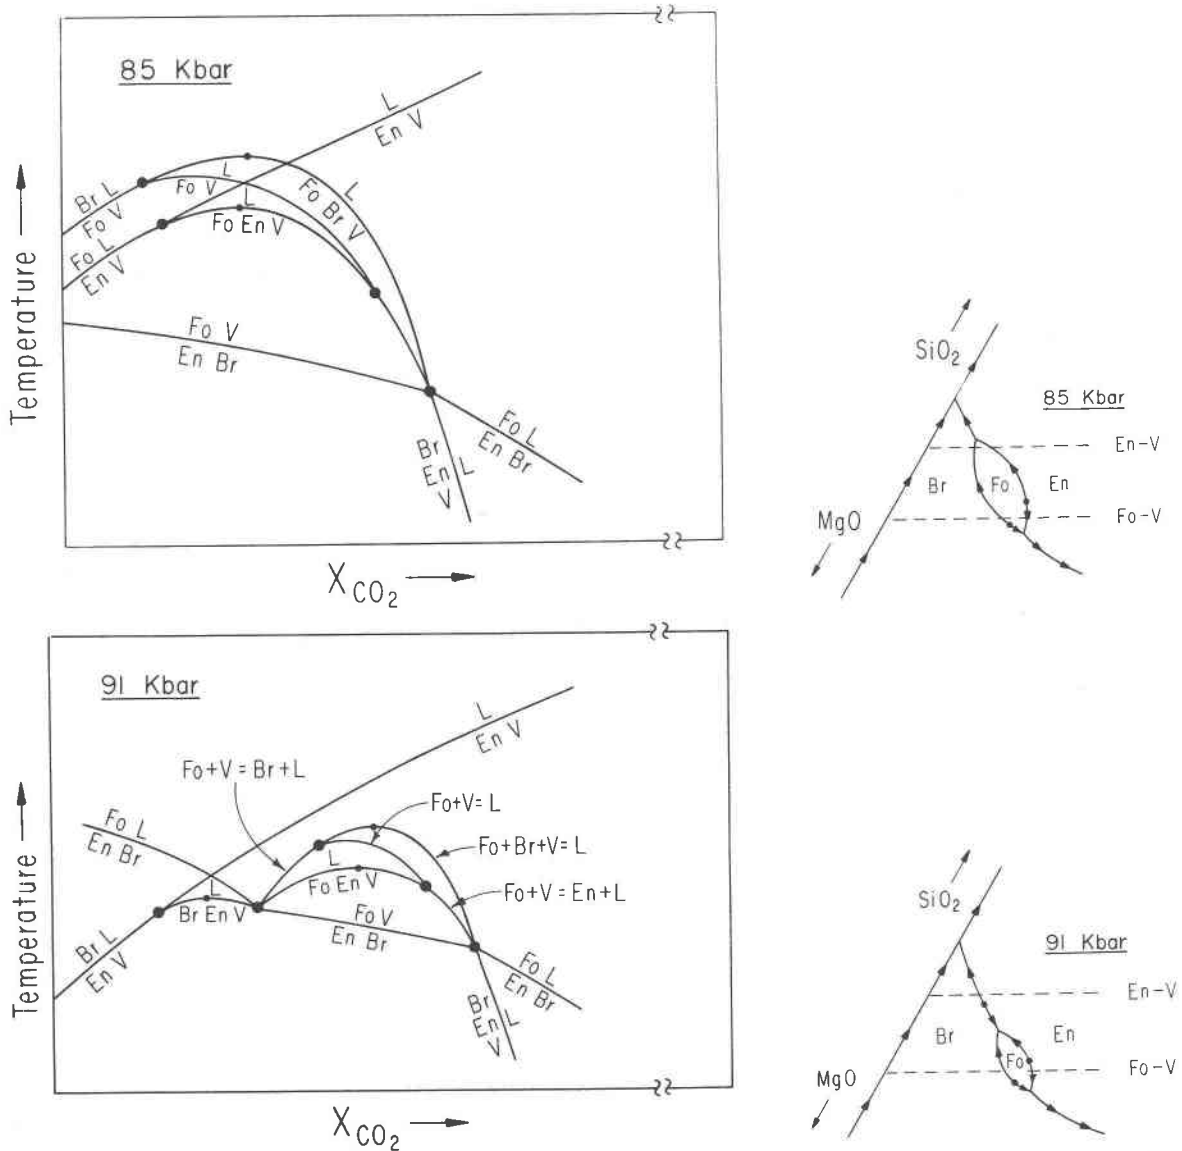 85 Kbar
L
En V
Br L
Fo V
L
Fo V
L
Fo Br V
L
Fo En V
Fo L
En V
Fo V
En Br
Fo L
En Br
Br
En L
V
Temperature
XCO2
SiO2
85 Kbar
En-V
Br Fo En
MgO
Fo-V
91 Kbar
L
En V
Fo+V=Br+L
Fo+V=L
Fo L
En Br
Fo+Br+V=L
L
Br En V
L
Fo En V
Fo+V=En+L
Br L
En V
Fo V
En Br
Fo L
En Br
Br
En L
V
Temperature
XCO2
SiO2
91 Kbar
En-V
Br En
Fo
MgO
Fo-V